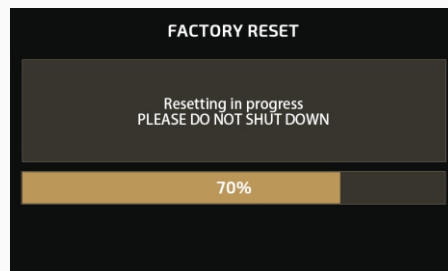 FACTORY RESET
Resetting in progress
PLEASE DO NOT SHUT DOWN
70%